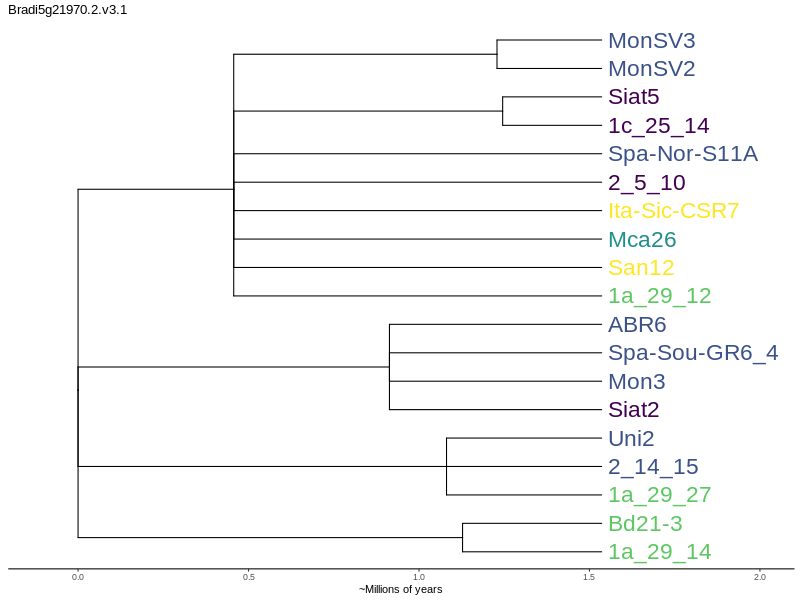 Bradi5g21970.2.v3.1
MonSV3
MonSV2
Siat5
1c_25_14
Spa-Nor-S11A
2_5_10
Ita-Sic-CSR7
Mca26
San12
1a_29_12
ABR6
Spa-Sou-GR6_4
Mon3
Siat2
Uni2
2_14_15
1a_29_27
Bd21-3
1a_29_14
0.0 0.5 1.0 1.5 2.0
~Millions of years